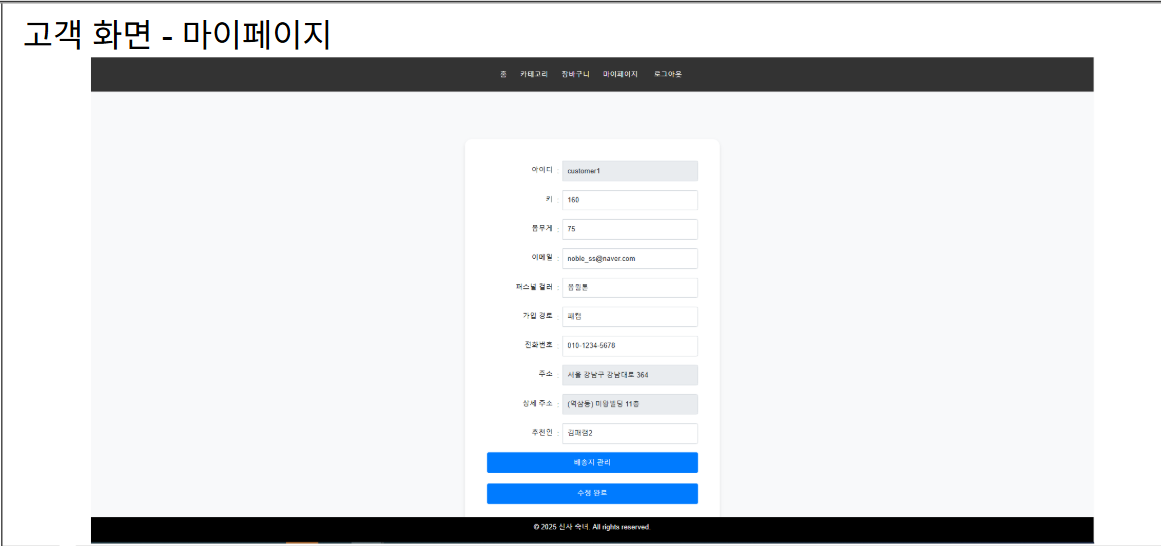 고객 화면 - 마이페이지
홈 카테고리 장바구니 마이페이지 로그아웃
아이디 : customer1
키 : 160
몸무게 : 75
이메일 : noble_ss@naver.com
퍼스널 컬러 : 봄웜톤
가입 경로 : 패캠
전화번호 : 010-1234-5678
주소 : 서울 강남구 강남대로 364
상세 주소 : (역삼동) 미왕빌딩 11층
추천인 : 김패캠2
배송지 관리
수정 완료
© 2025 신사 숙녀. All rights reserved.